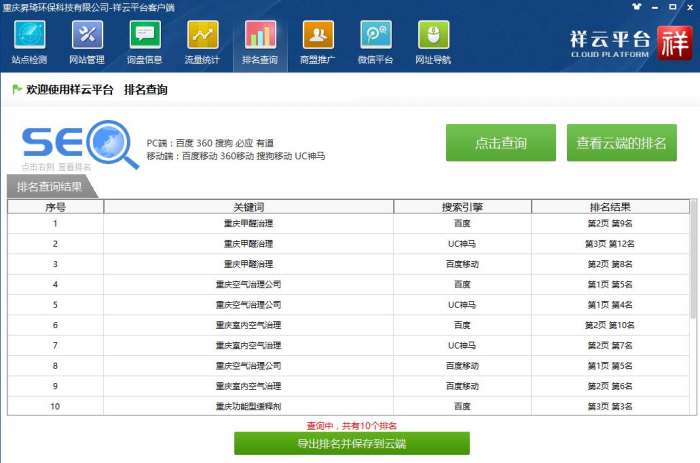 重庆昇琦环保科技有限公司-祥云平台客户端
站点检测 网站管理 询盘信息 流量统计 排名查询 商盟推广 微信平台 网址导航
祥云平台 祥
CLOUD PLATFORM
欢迎使用祥云平台 排名查询
SEO
PC端：百度 360 搜狗 必应 有道
移动端：百度移动 360移动 搜狗移动 UC神马
点击右侧 查看排名
点击查询
查看云端的排名
排名查询结果
序号 关键词 搜索引擎 排名结果
1 重庆甲醛治理 百度 第2页 第9名
2 重庆甲醛治理 UC神马 第3页 第12名
3 重庆甲醛治理 百度移动 第2页 第8名
4 重庆空气治理公司 百度 第1页 第5名
5 重庆空气治理公司 UC神马 第1页 第4名
6 重庆室内空气治理 百度 第2页 第10名
7 重庆室内空气治理 UC神马 第2页 第7名
8 重庆空气治理公司 百度移动 第1页 第5名
9 重庆室内空气治理 百度移动 第2页 第6名
10 重庆功能型缓释剂 百度 第3页 第3名
查询中，共有10个排名
导出排名并保存到云端